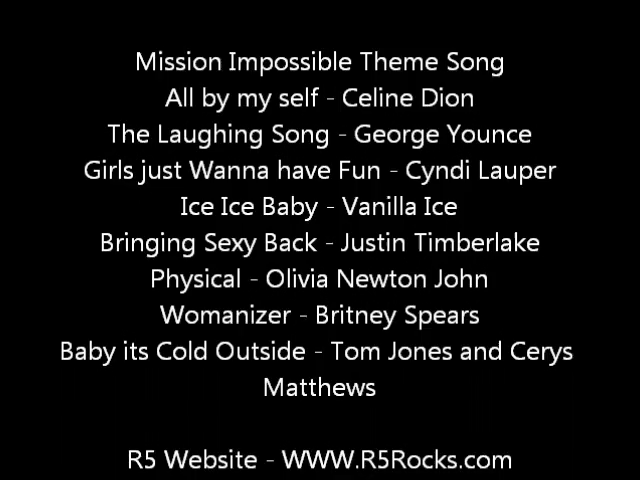 Mission Impossible Theme Song
All by my self - Celine Dion
The Laughing Song - George Younce
Girls just Wanna have Fun - Cyndi Lauper
Ice Ice Baby - Vanilla Ice
Bringing Sexy Back - Justin Timberlake
Physical - Olivia Newton John
Womanizer - Britney Spears
Baby its Cold Outside - Tom Jones and Cerys
Matthews
R5 Website - WWW.R5Rocks.com